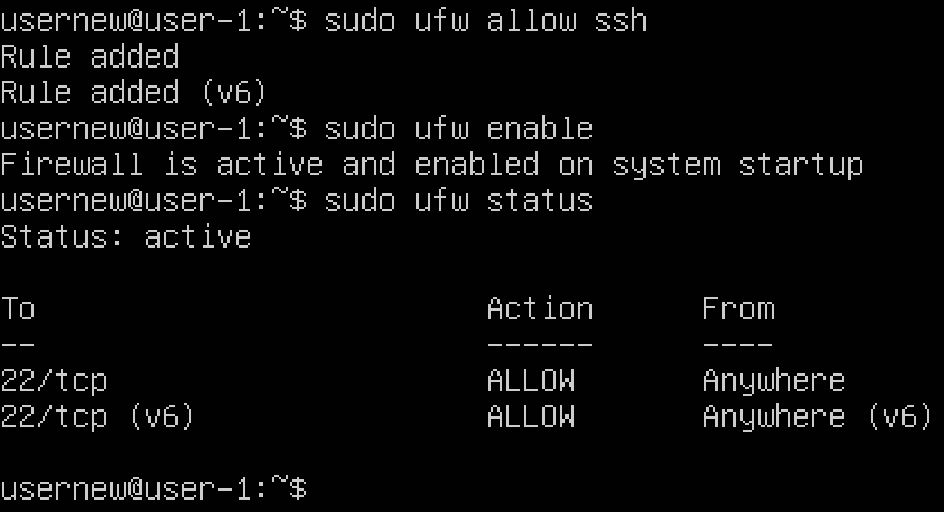 usernew@user-1:~$ sudo ufw allow ssh
Rule added
Rule added (v6)
usernew@user-1:~$ sudo ufw enable
Firewall is active and enabled on system startup
usernew@user-1:~$ sudo ufw status
Status: active

To                         Action      From
--                         ------      ----
22/tcp                     ALLOW       Anywhere
22/tcp (v6)                ALLOW       Anywhere (v6)

usernew@user-1:~$